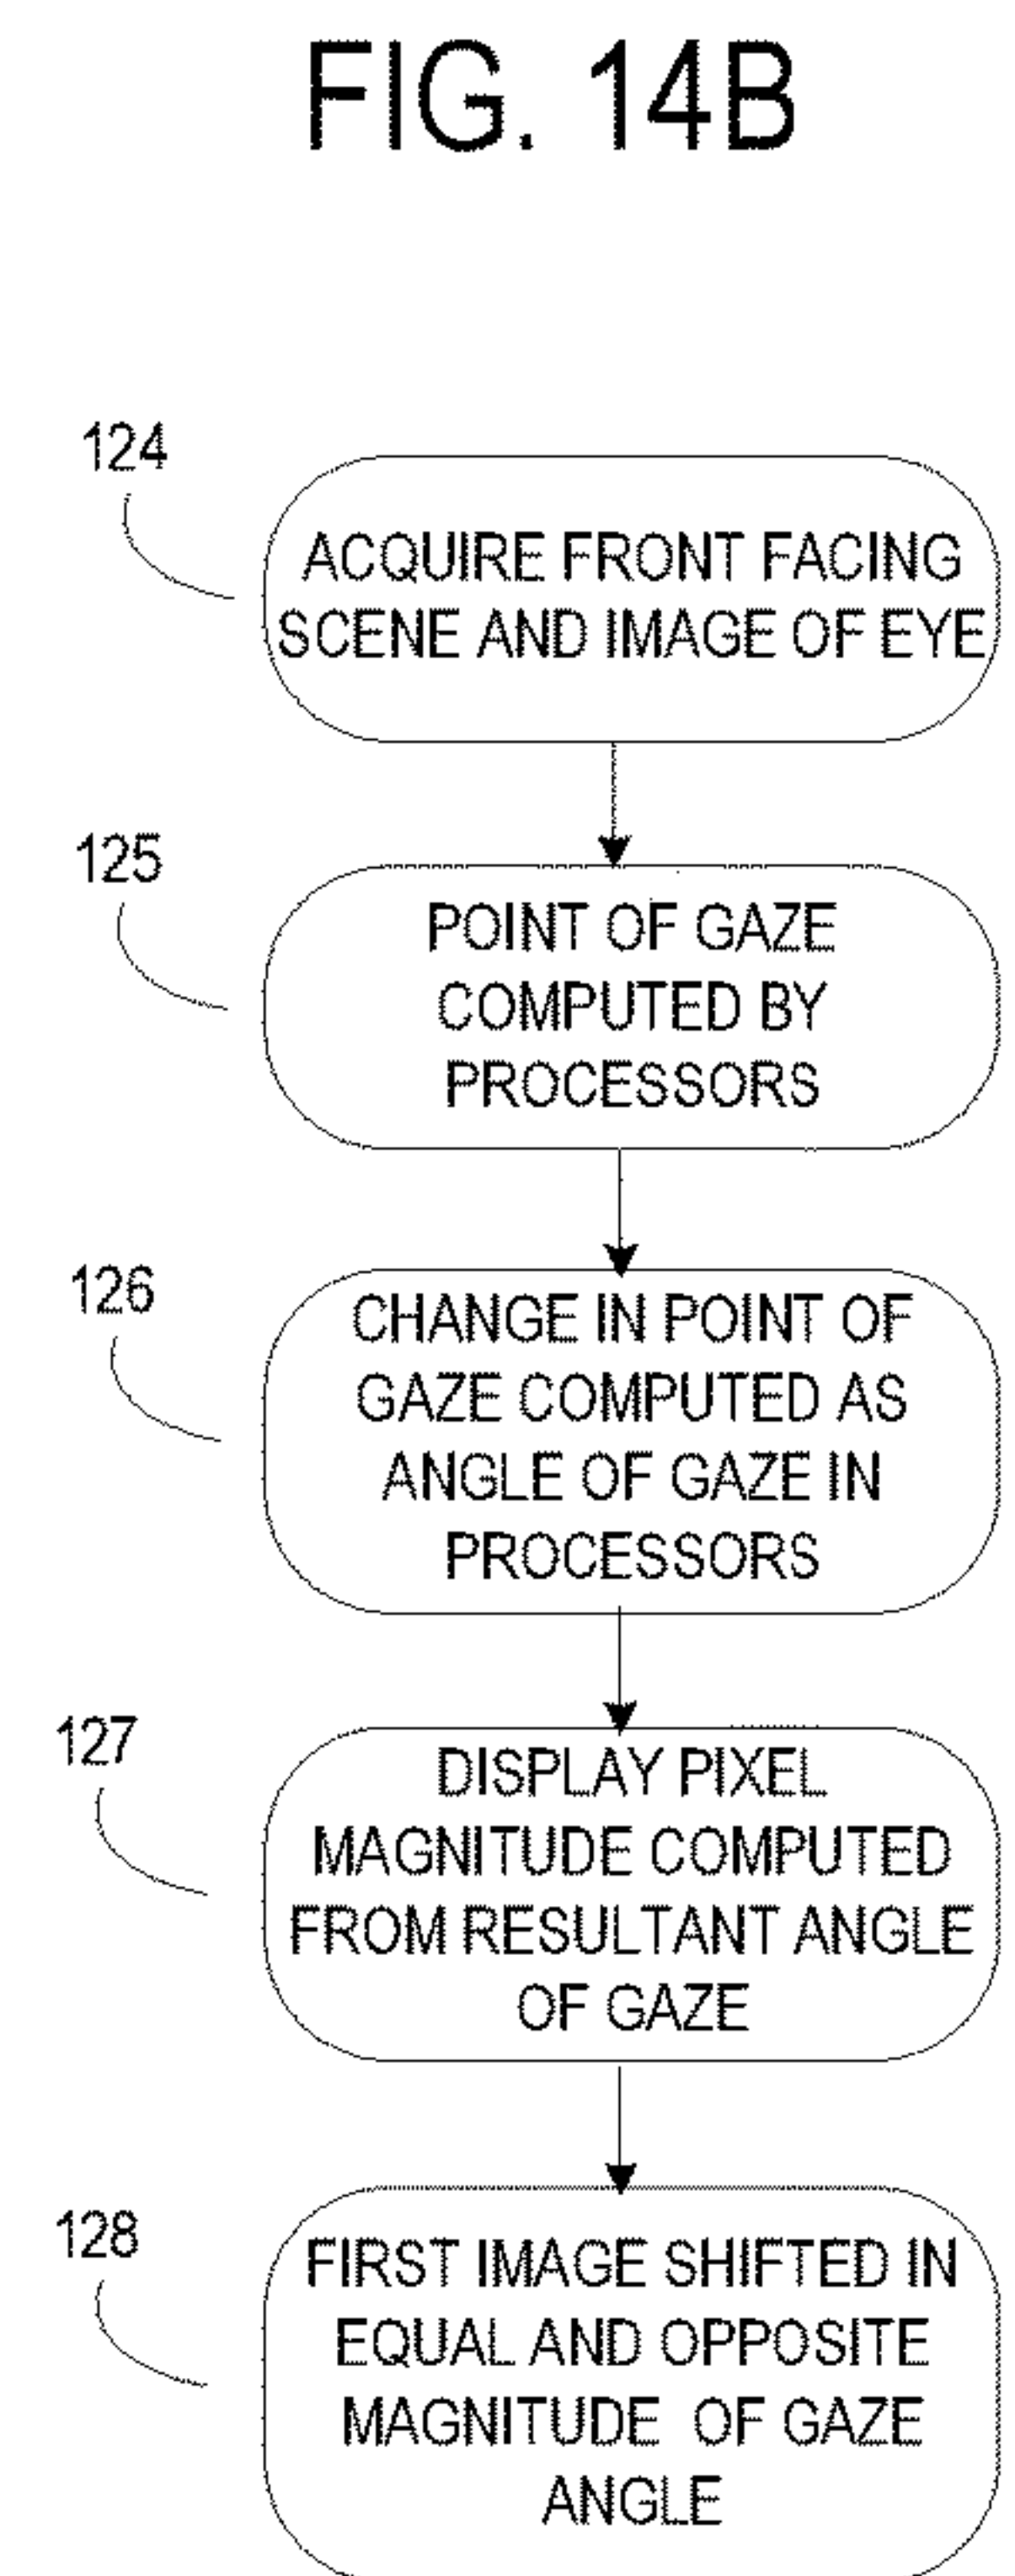 FIG. 14B
124
ACQUIRE FRONT FACING
SCENE AND IMAGE OF EYE
125
POINT OF GAZE
COMPUTED BY
PROCESSORS
126
CHANGE IN POINT OF
GAZE COMPUTED AS
ANGLE OF GAZE IN
PROCESSORS
127
DISPLAY PIXEL
MAGNITUDE COMPUTED
FROM RESULTANT ANGLE
OF GAZE
128
FIRST IMAGE SHIFTED IN
EQUAL AND OPPOSITE
MAGNITUDE OF GAZE
ANGLE